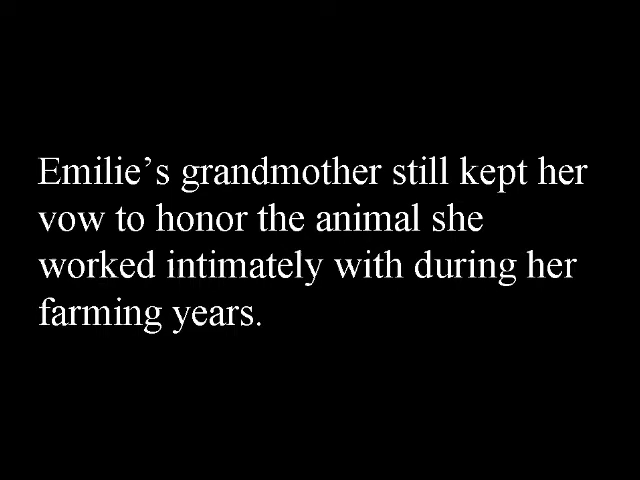 Emilie’s grandmother still kept her
vow to honor the animal she
worked intimately with during her
farming years.